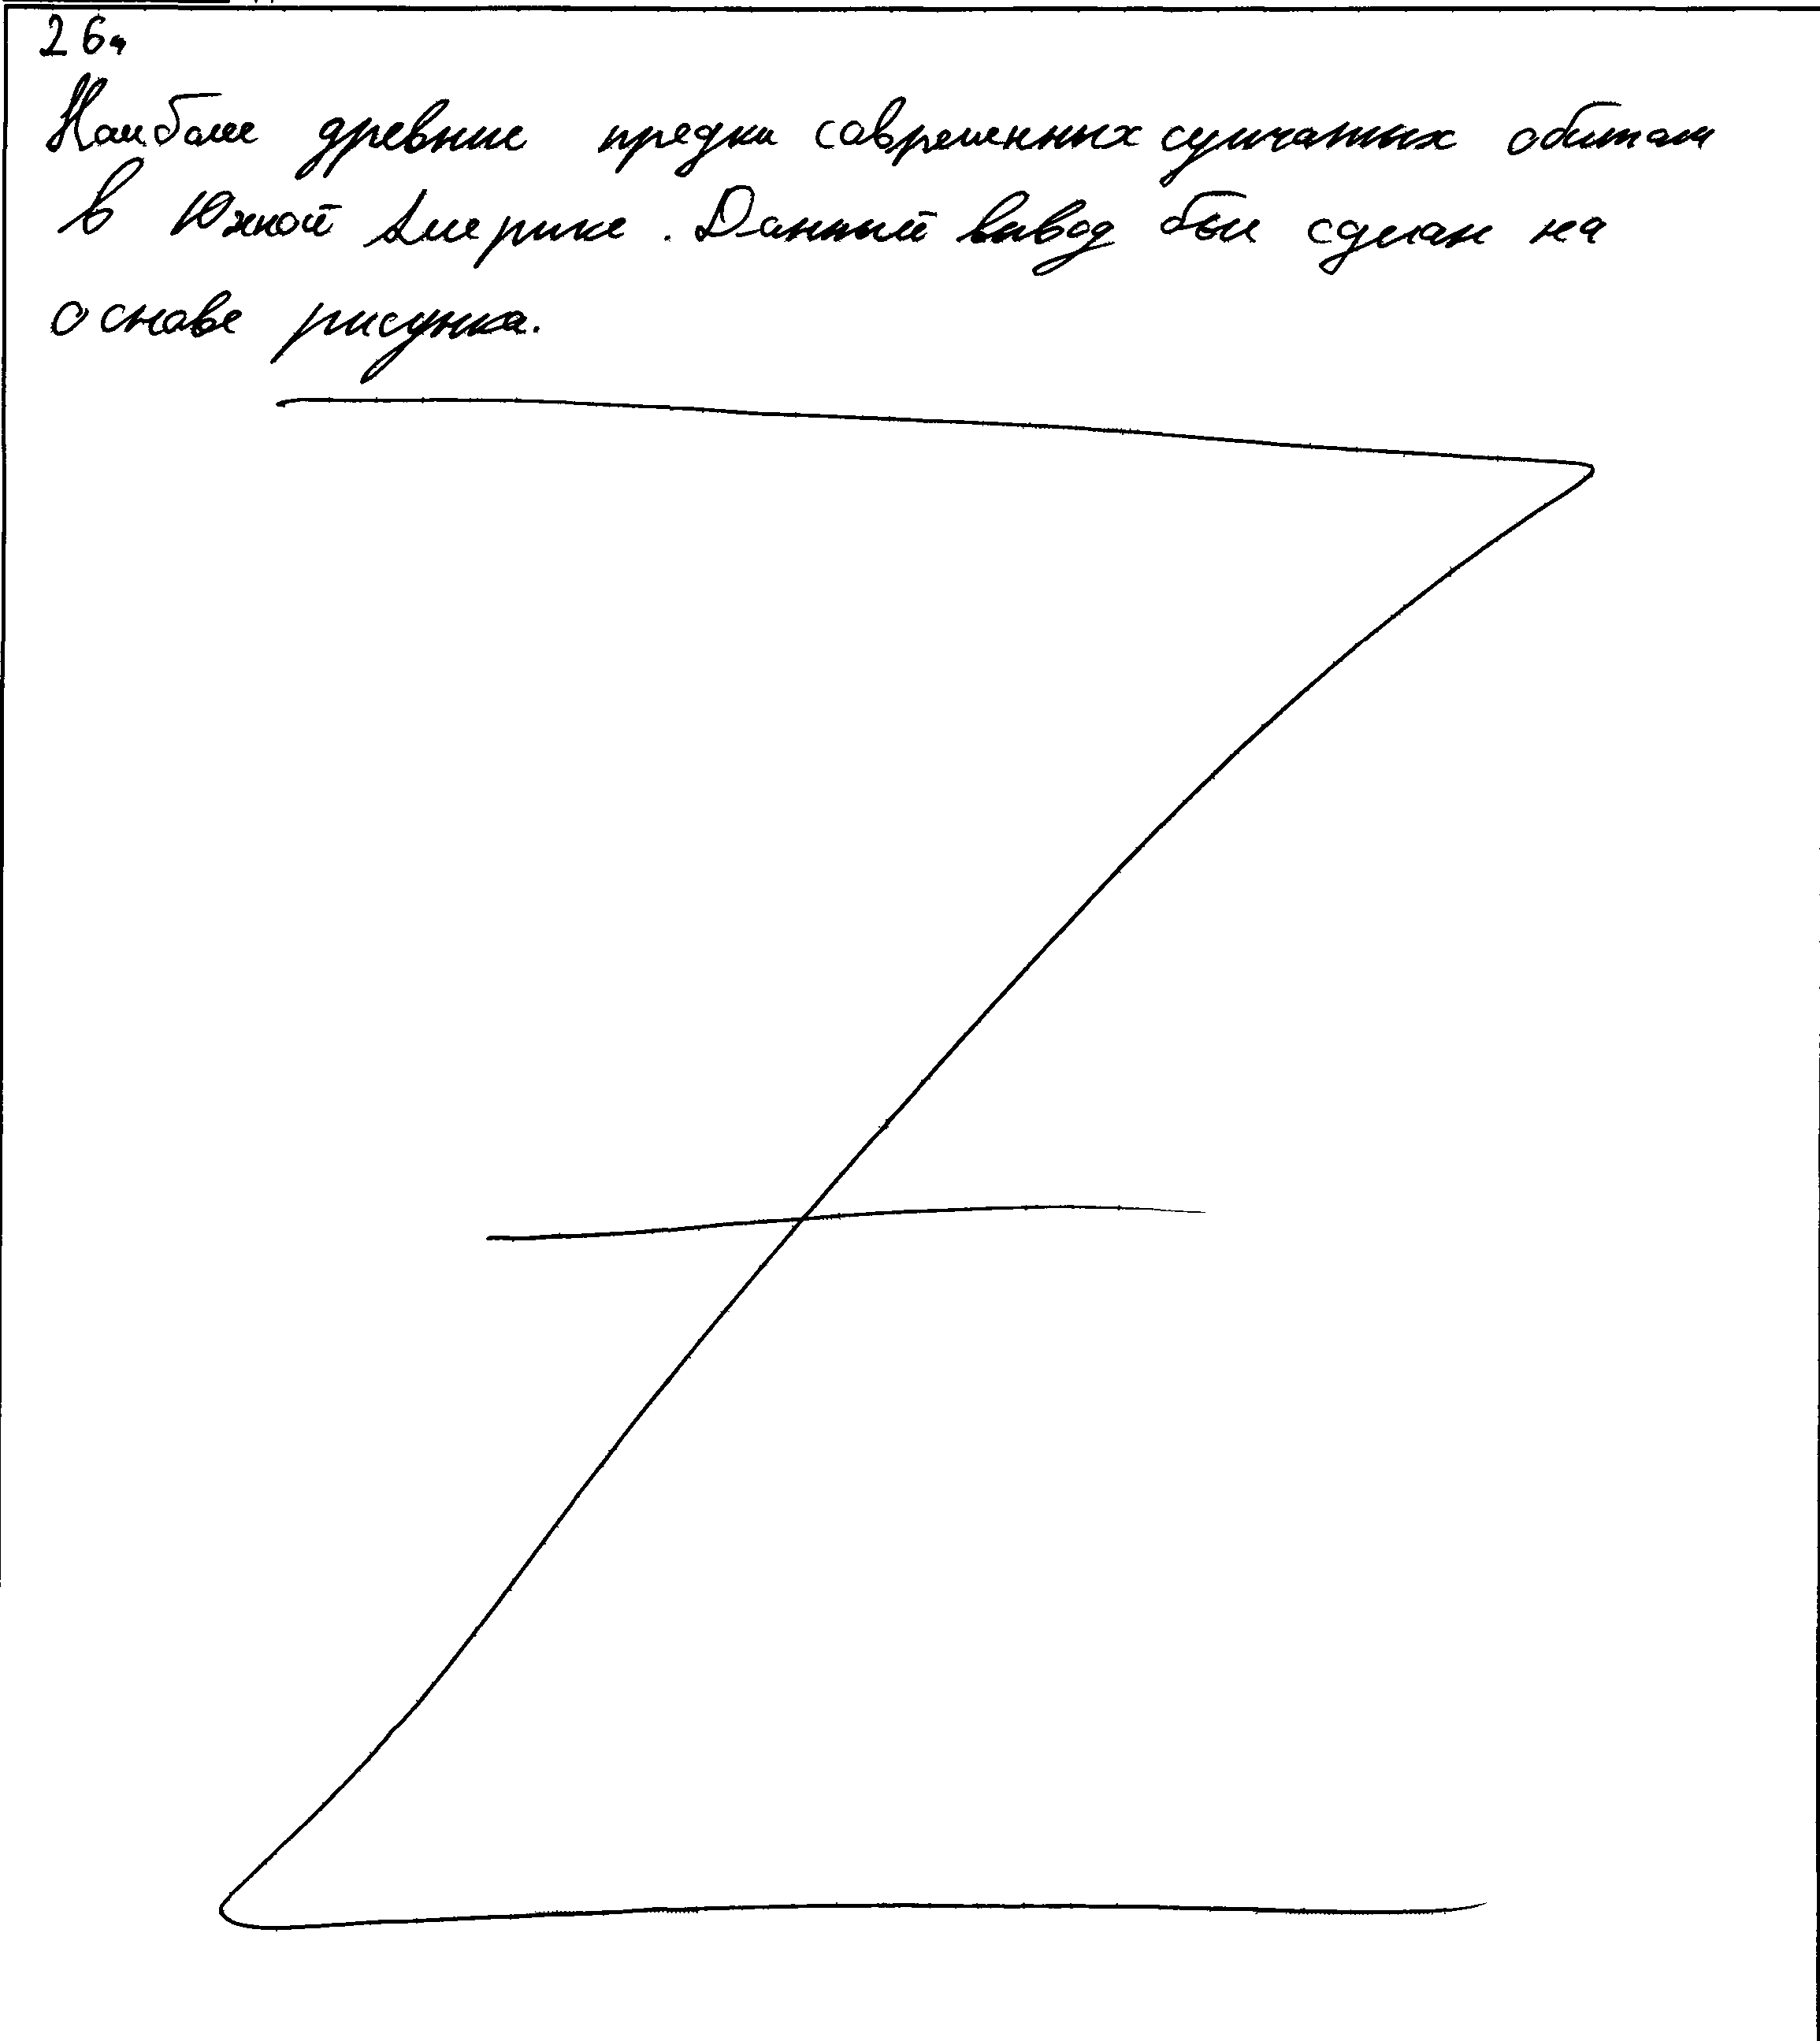 26.
Наиболее древние предки современных сумчатых обитали
в Южной Америке. Данный вывод был сделан на
основе рисунка.